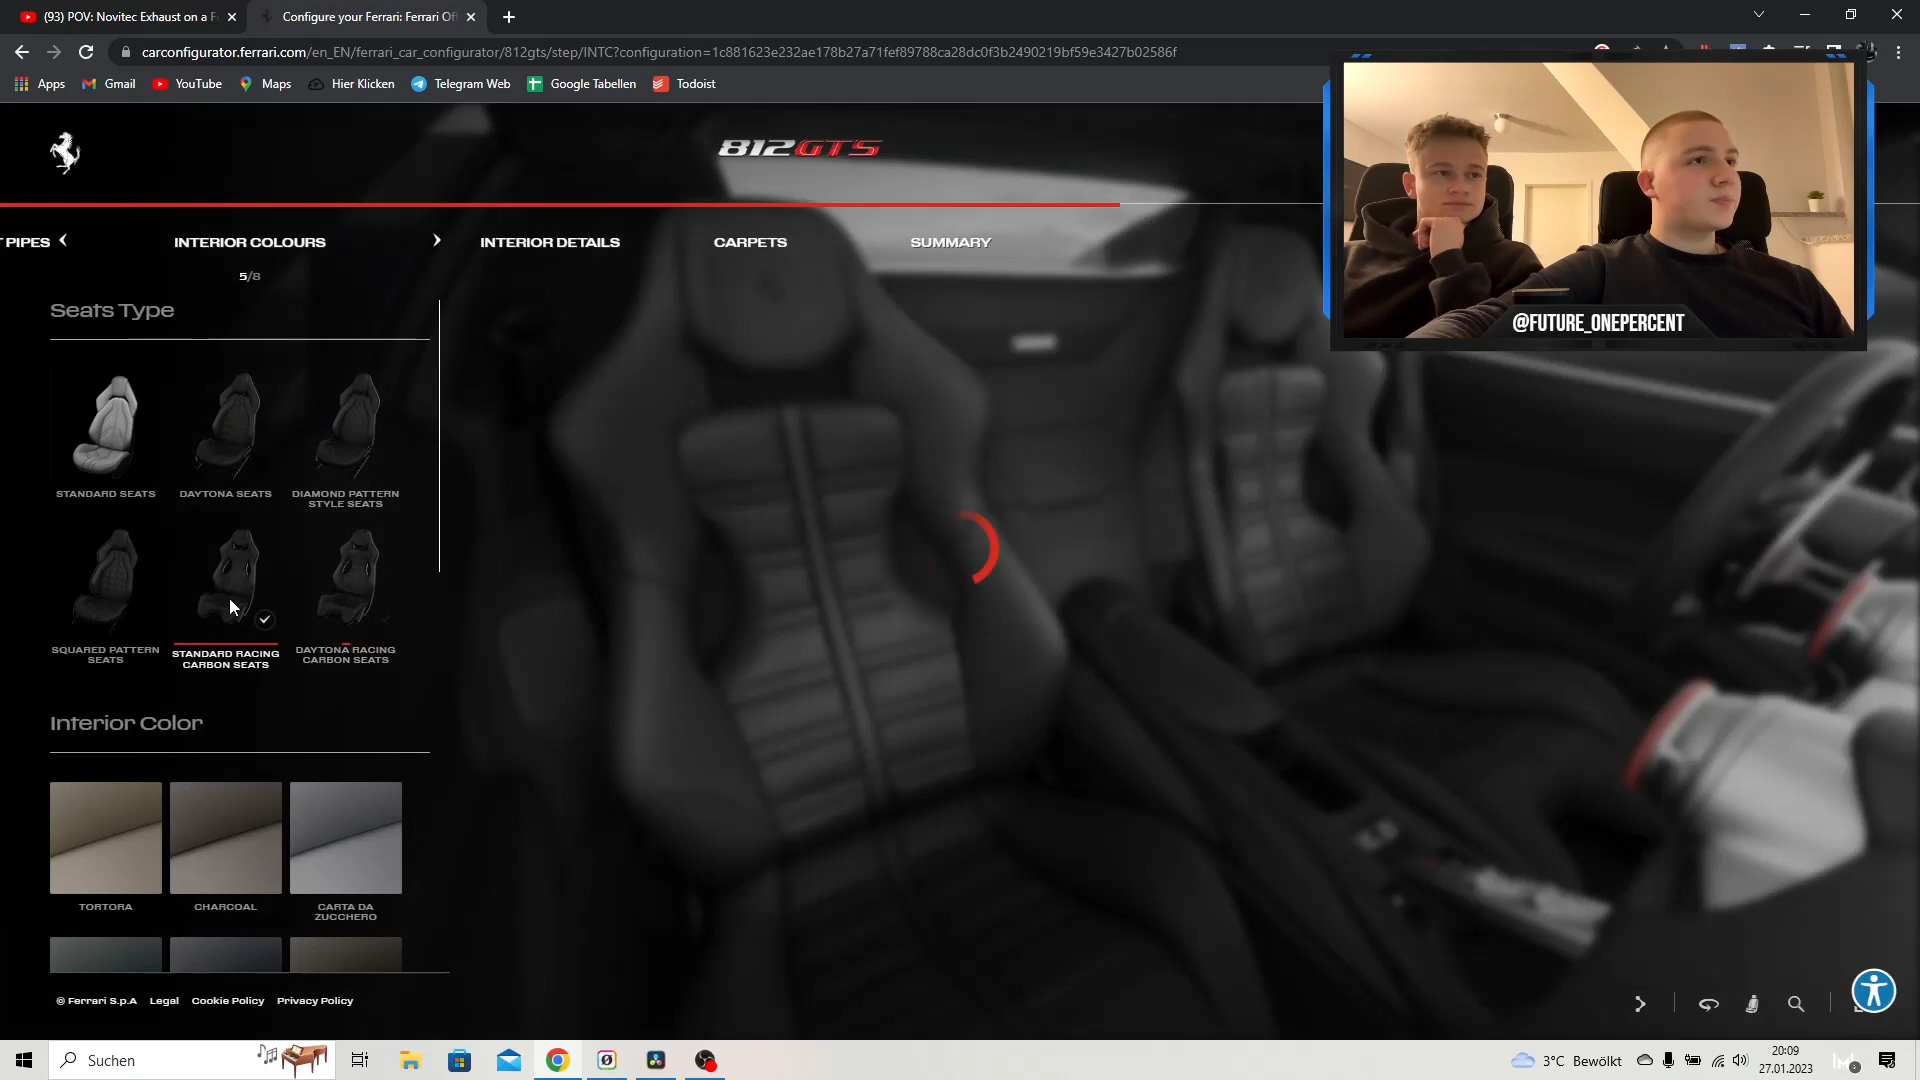 (93) POV: Novitec Exhaust on a F
Configure your Ferrari: Ferrari Of
carconfigurator.ferrari.com/en_EN/ferrari_car_configurator/812gts/step/INTC?configuration=1c881623e232ae178b27a71fef89788ca28dc0f3b2490219bf59e3427b02586f
Apps Gmail YouTube Maps Hier Klicken Telegram Web Google Tabellen Todoist
812GTS
T PIPES INTERIOR COLOURS INTERIOR DETAILS CARPETS SUMMARY
5/8
Seats Type
STANDARD SEATS DAYTONA SEATS DIAMOND PATTERN
STYLE SEATS
SQUARED PATTERN STANDARD RACING DAYTONA RACING
SEATS CARBON SEATS CARBON SEATS
Interior Color
TORTORA CHARCOAL CARTA DA
ZUCCHERO
© Ferrari S.p.A Legal Cookie Policy Privacy Policy
@FUTURE_ONEPERCENT
Suchen
3°C Bewölkt
20:09
27.01.2023